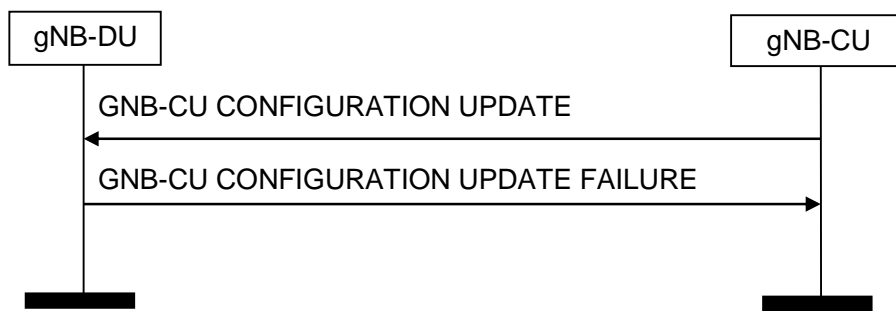 gNB-DU
gNB-CU
GNB-CU CONFIGURATION UPDATE
GNB-CU CONFIGURATION UPDATE FAILURE